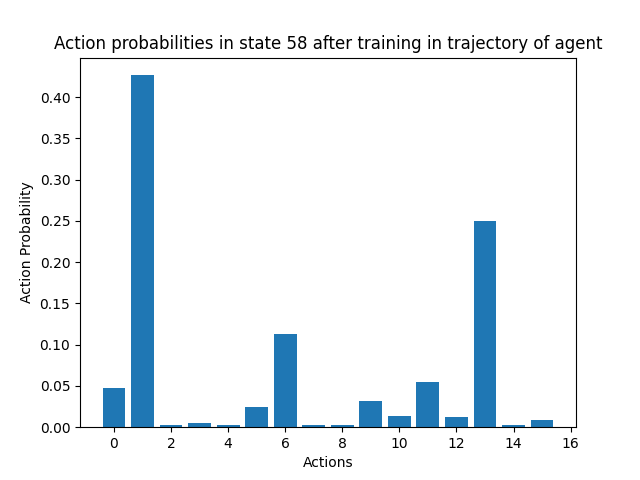 Action probabilities in state 58 after training in trajectory of agent
0.40
0.35
0.30
0.25
0.20
0.15
0.10
0.05
0.00
Action Probability
0 2 4 6 8 10 12 14 16
Actions